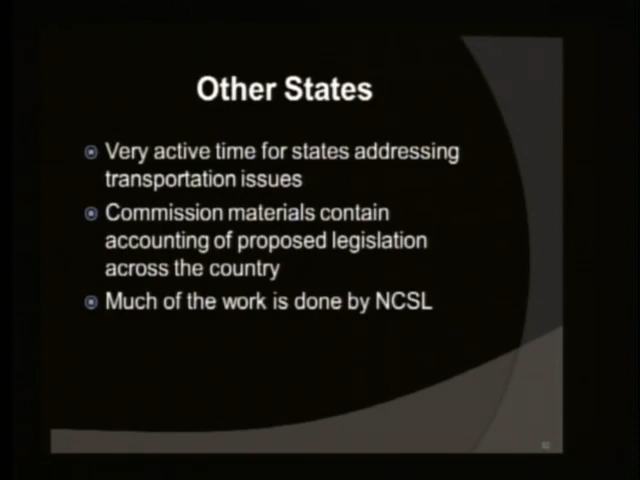 Other States
Very active time for states addressing
transportation issues
Commission materials contain
accounting of proposed legislation
across the country
Much of the work is done by NCSL